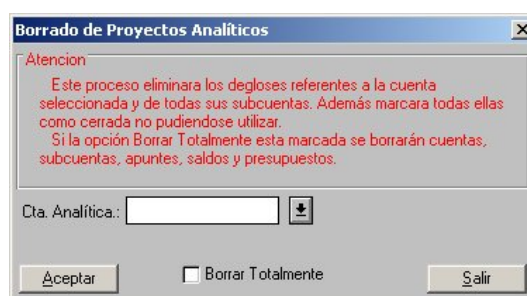 Borrado de Proyectos Analíticos
Atencion
Este proceso eliminara los degloses referentes a la cuenta
seleccionada y de todas sus subcuentas. Además marcara todas ellas
como cerrada no pudiendose utilizar.
Si la opción Borrar Totalmente esta marcada se borrarán cuentas,
subcuentas, apuntes, saldos y presupuestos.
Cta. Analítica.:
Aceptar
Borrar Totalmente
Salir